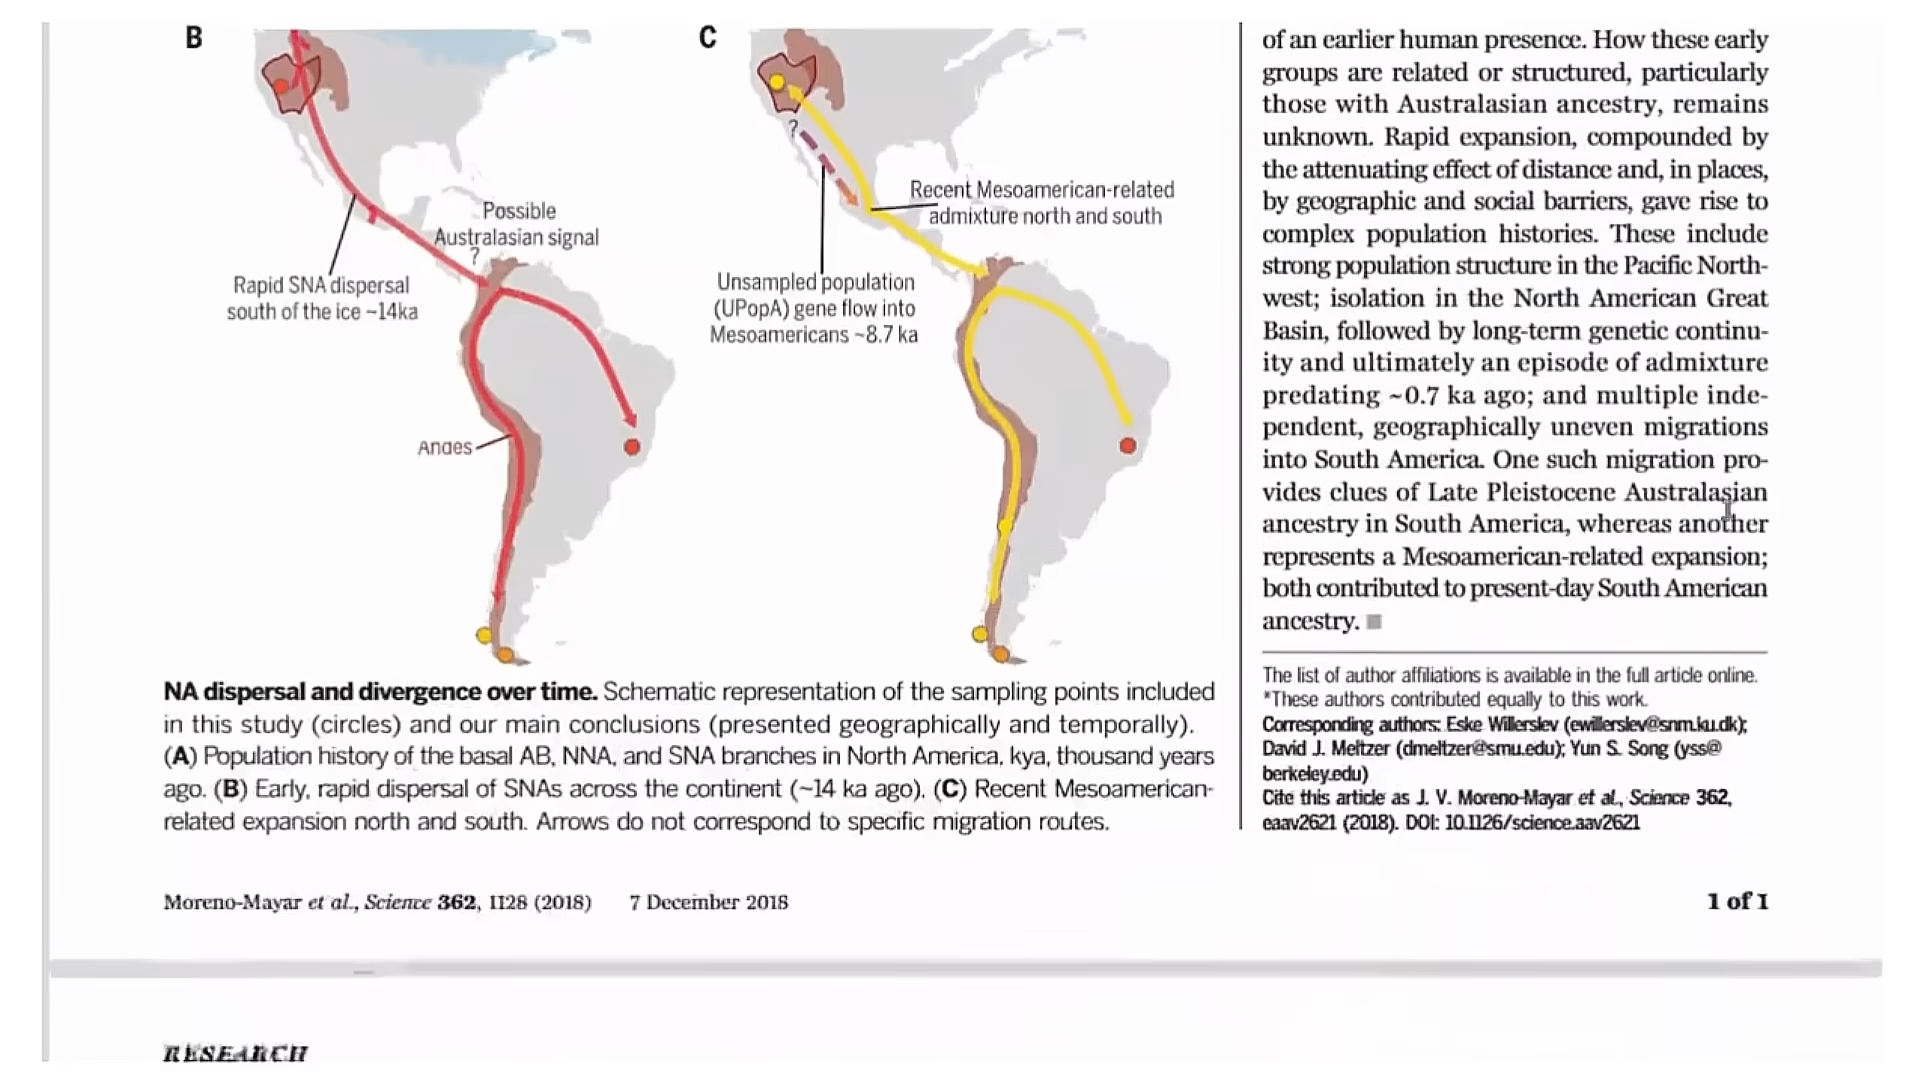 B
C
Possible
Australasian signal
?
Rapid SNA dispersal
south of the ice ~14ka
Andes
?
Recent Mesoamerican-related
admixture north and south
Unsampled population
(UPopA) gene flow into
Mesoamericans ~8.7 ka
NA dispersal and divergence over time. Schematic representation of the sampling points included
in this study (circles) and our main conclusions (presented geographically and temporally).
(A) Population history of the basal AB, NNA, and SNA branches in North America, kya, thousand years
ago. (B) Early, rapid dispersal of SNAs across the continent (~14 ka ago). (C) Recent Mesoamerican-
related expansion north and south. Arrows do not correspond to specific migration routes.
of an earlier human presence. How these early
groups are related or structured, particularly
those with Australasian ancestry, remains
unknown. Rapid expansion, compounded by
the attenuating effect of distance and, in places,
by geographic and social barriers, gave rise to
complex population histories. These include
strong population structure in the Pacific North-
west; isolation in the North American Great
Basin, followed by long-term genetic continu-
ity and ultimately an episode of admixture
predating ~0.7 ka ago; and multiple inde-
pendent, geographically uneven migrations
into South America. One such migration pro-
vides clues of Late Pleistocene Australasian
ancestry in South America, whereas another
represents a Mesoamerican-related expansion;
both contributed to present-day South American
ancestry. ■
The list of author affiliations is available in the full article online.
*These authors contributed equally to this work.
Corresponding authors: Eske Willerslev (ewillerslev@snm.ku.dk);
David J. Meltzer (dmeltzer@smu.edu); Yun S. Song (yss@
berkeley.edu)
Cite this article as J. V. Moreno-Mayar et al., Science 362,
eaav2621 (2018). DOI: 10.1126/science.aav2621
Moreno-Mayar et al., Science 362, 1128 (2018) 7 December 2018
1 of 1
RESEARCH